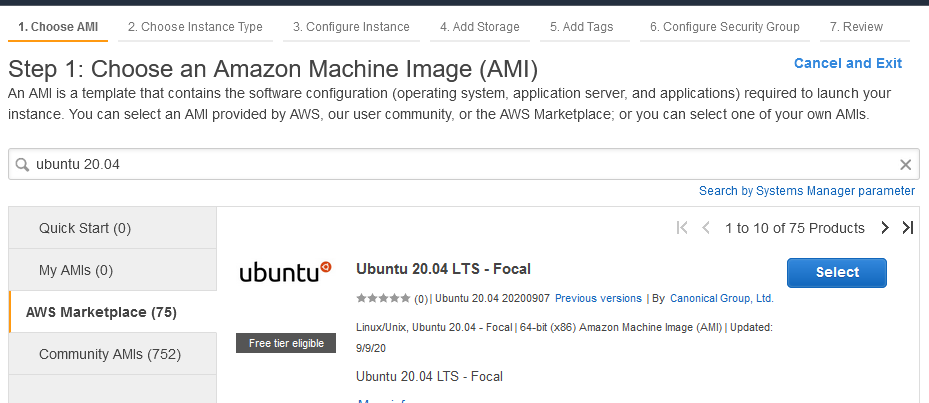 1. Choose AMI 2. Choose Instance Type 3. Configure Instance 4. Add Storage 5. Add Tags 6. Configure Security Group 7. Review
Step 1: Choose an Amazon Machine Image (AMI)
Cancel and Exit
An AMI is a template that contains the software configuration (operating system, application server, and applications) required to launch your
instance. You can select an AMI provided by AWS, our user community, or the AWS Marketplace; or you can select one of your own AMIs.
ubuntu 20.04
Search by Systems Manager parameter
Quick Start (0)
My AMIs (0)
AWS Marketplace (75)
Community AMIs (752)
1 to 10 of 75 Products
ubuntu
Free tier eligible
Ubuntu 20.04 LTS - Focal
Select
(0) | Ubuntu 20.04 20200907 Previous versions | By Canonical Group, Ltd.
Linux/Unix, Ubuntu 20.04 - Focal | 64-bit (x86) Amazon Machine Image (AMI) | Updated:
9/9/20
Ubuntu 20.04 LTS - Focal